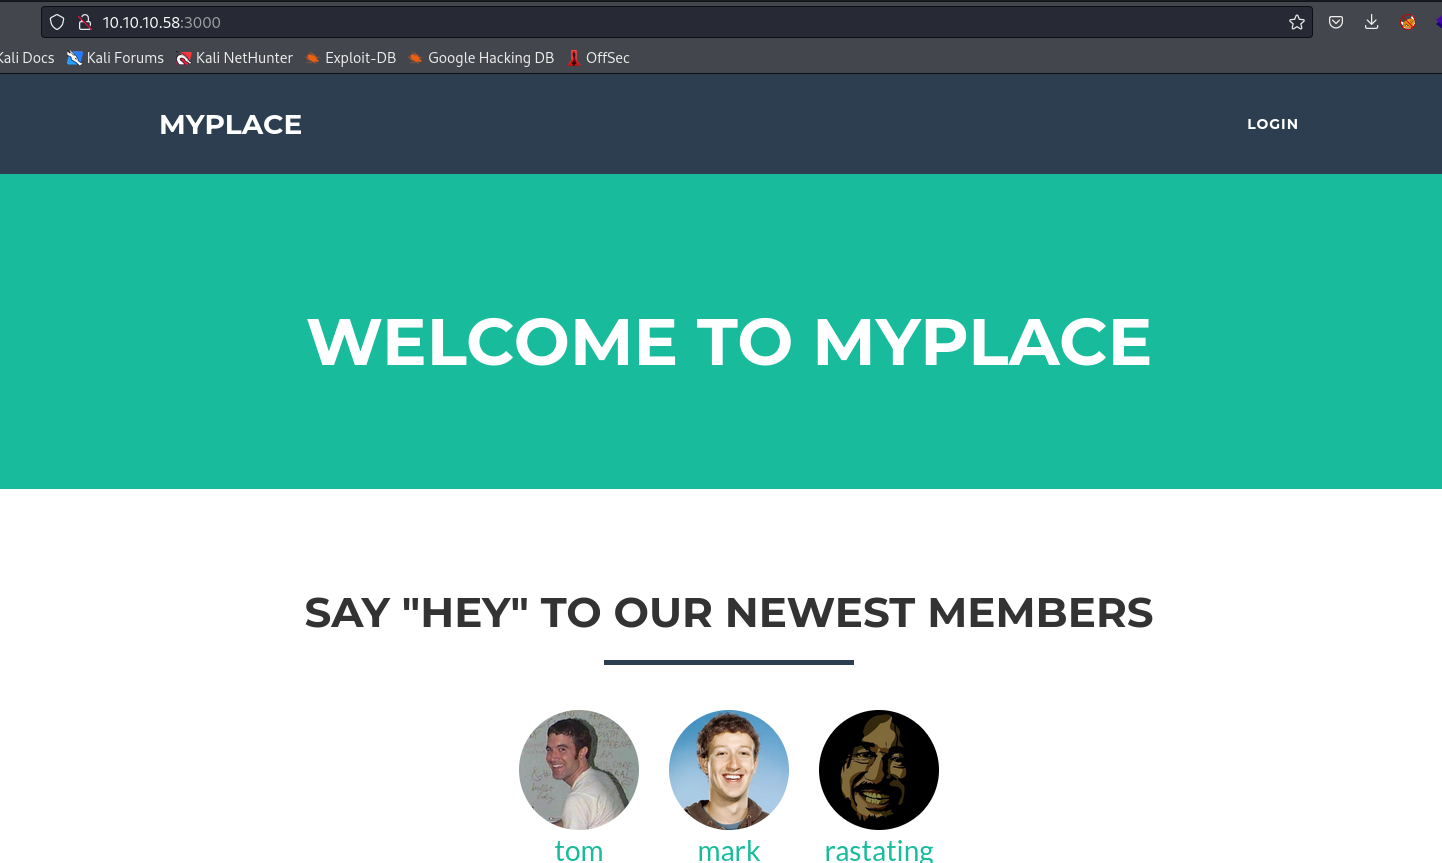 10.10.10.58:3000
Kali Docs Kali Forums Kali NetHunter Exploit-DB Google Hacking DB OffSec
MYPLACE LOGIN
WELCOME TO MYPLACE
SAY "HEY" TO OUR NEWEST MEMBERS
tom mark rastating